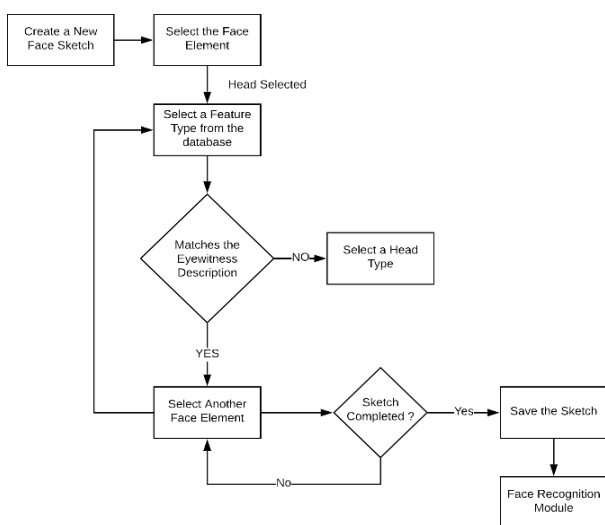 Create a New
Face Sketch
Select the Face
Element
Head Selected
Select a Feature
Type from the
database
Matches the
Eyewitness
Description
NO
Select a Head
Type
YES
Select Another
Face Element
Sketch
Completed ?
Yes
Save the Sketch
No
Face Recognition
Module